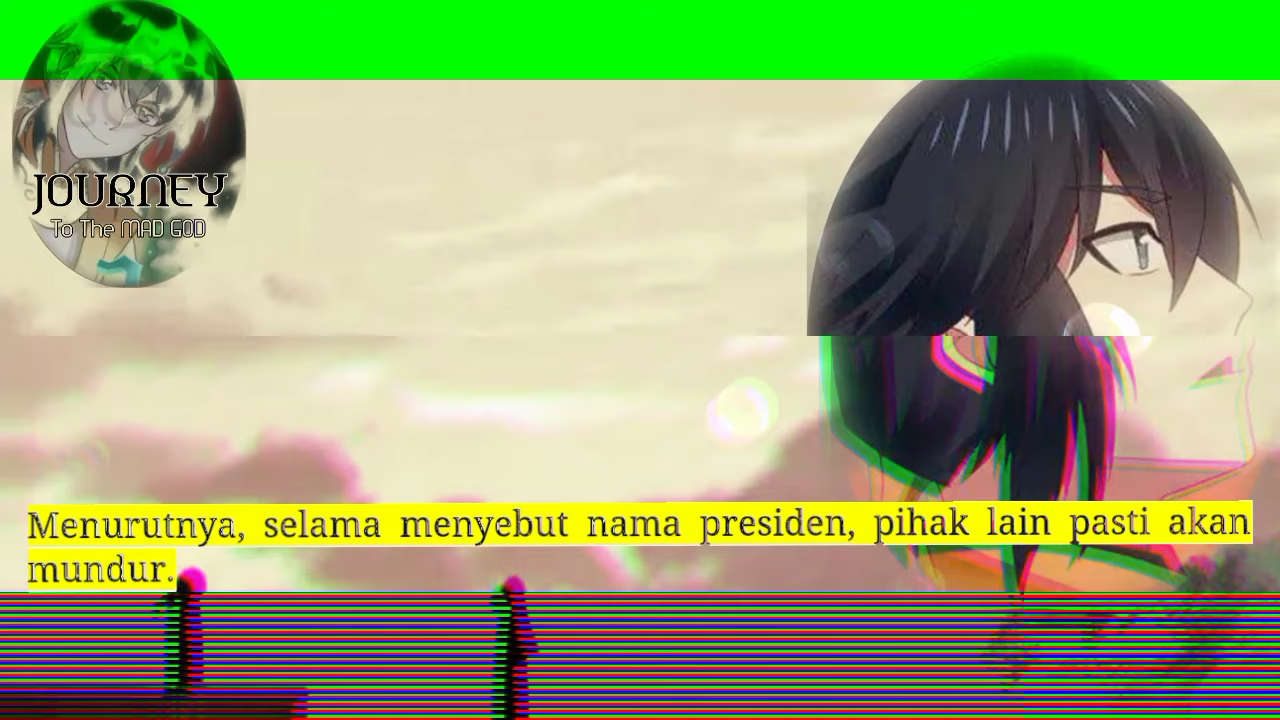 JOURNEY
To The MAD GOD
Menurutnya, selama menyebut nama presiden, pihak lain pasti akan
mundur.